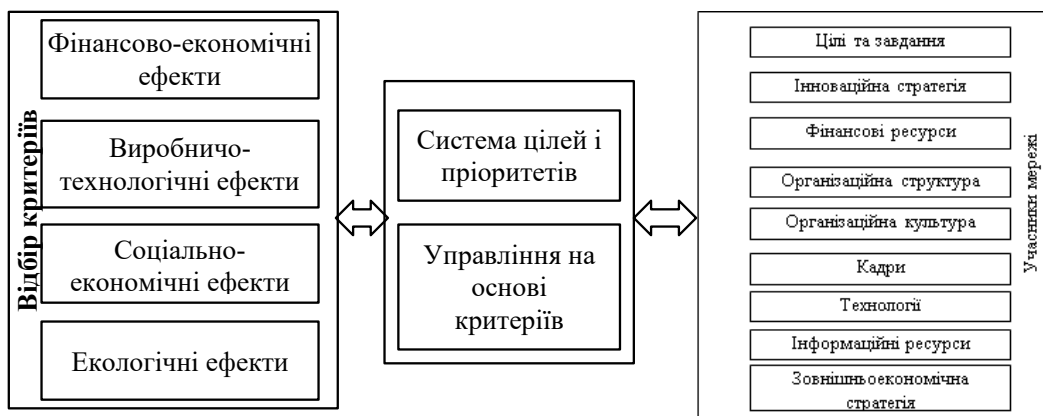 Відбір критеріїв
Фінансово-економічні
ефекти
Виробничо-
технологічні ефекти
Соціально-
економічні ефекти
Екологічні ефекти
Система цілей і
пріоритетів
Управління на
основі
критеріїв
Цілі та завдання
Інноваційна стратегія
Фінансові ресурси
Організаційна структура
Організаційна культура
Кадри
Технології
Інформаційні ресурси
Зовнішньоекономічна
стратегія
Учасники мережі